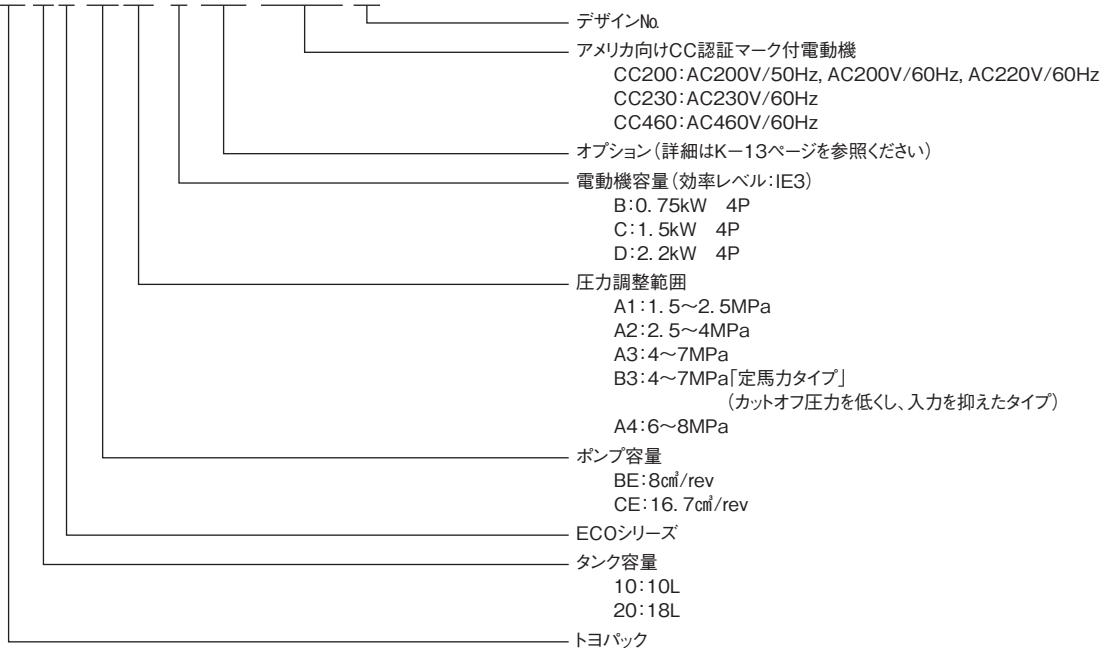 デザインNo.
アメリカ向けCC認証マーク付電動機
CC200：AC200V/50Hz, AC200V/60Hz, AC220V/60Hz
CC230：AC230V/60Hz
CC460：AC460V/60Hz
オプション（詳細はK－13ページを参照ください）
電動機容量（効率レベル：IE3）
B：0. 75kW　4P
C：1. 5kW　4P
D：2. 2kW　4P
圧力調整範囲
A1：1. 5～2. 5MPa
A2：2. 5～4MPa
A3：4～7MPa
B3：4～7MPa「定馬力タイプ」
（カットオフ圧力を低くし、入力を抑えたタイプ）
A4：6～8MPa
ポンプ容量
BE：8㎤/rev
CE：16. 7㎤/rev
ECOシリーズ
タンク容量
10：10L
20：18L
トヨパック